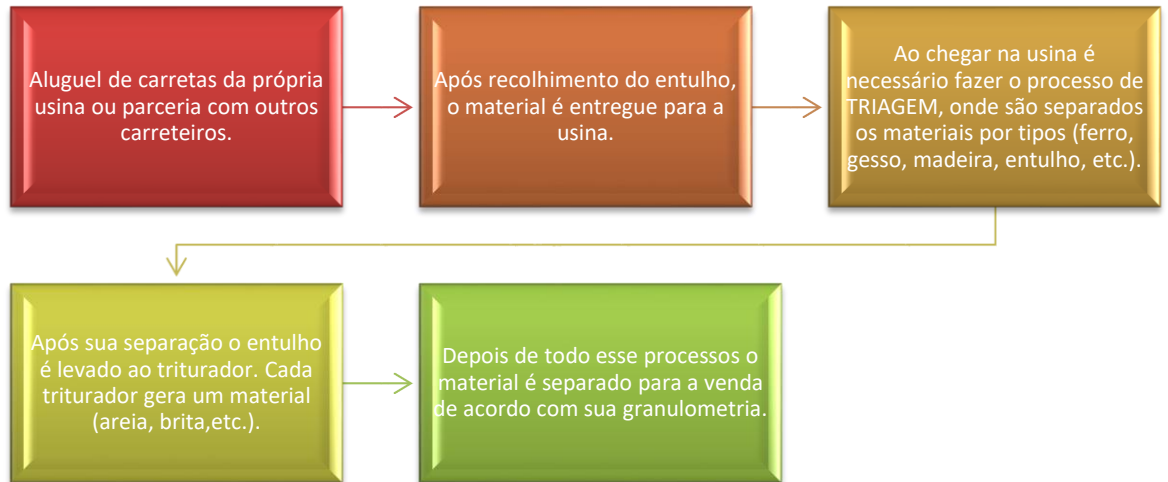 Aluguel de carretas da própria
usina ou parceria com outros
carreteiros.
Após recolhimento do entulho,
o material é entregue para a
usina.
Ao chegar na usina é
necessário fazer o processo de
TRIAGEM, onde são separados
os materiais por tipos (ferro,
gesso, madeira, entulho, etc.).
Após sua separação o entulho
é levado ao triturador. Cada
triturador gera um material
(areia, brita,etc.).
Depois de todo esse processos o
material é separado para a venda
de acordo com sua granulometria.